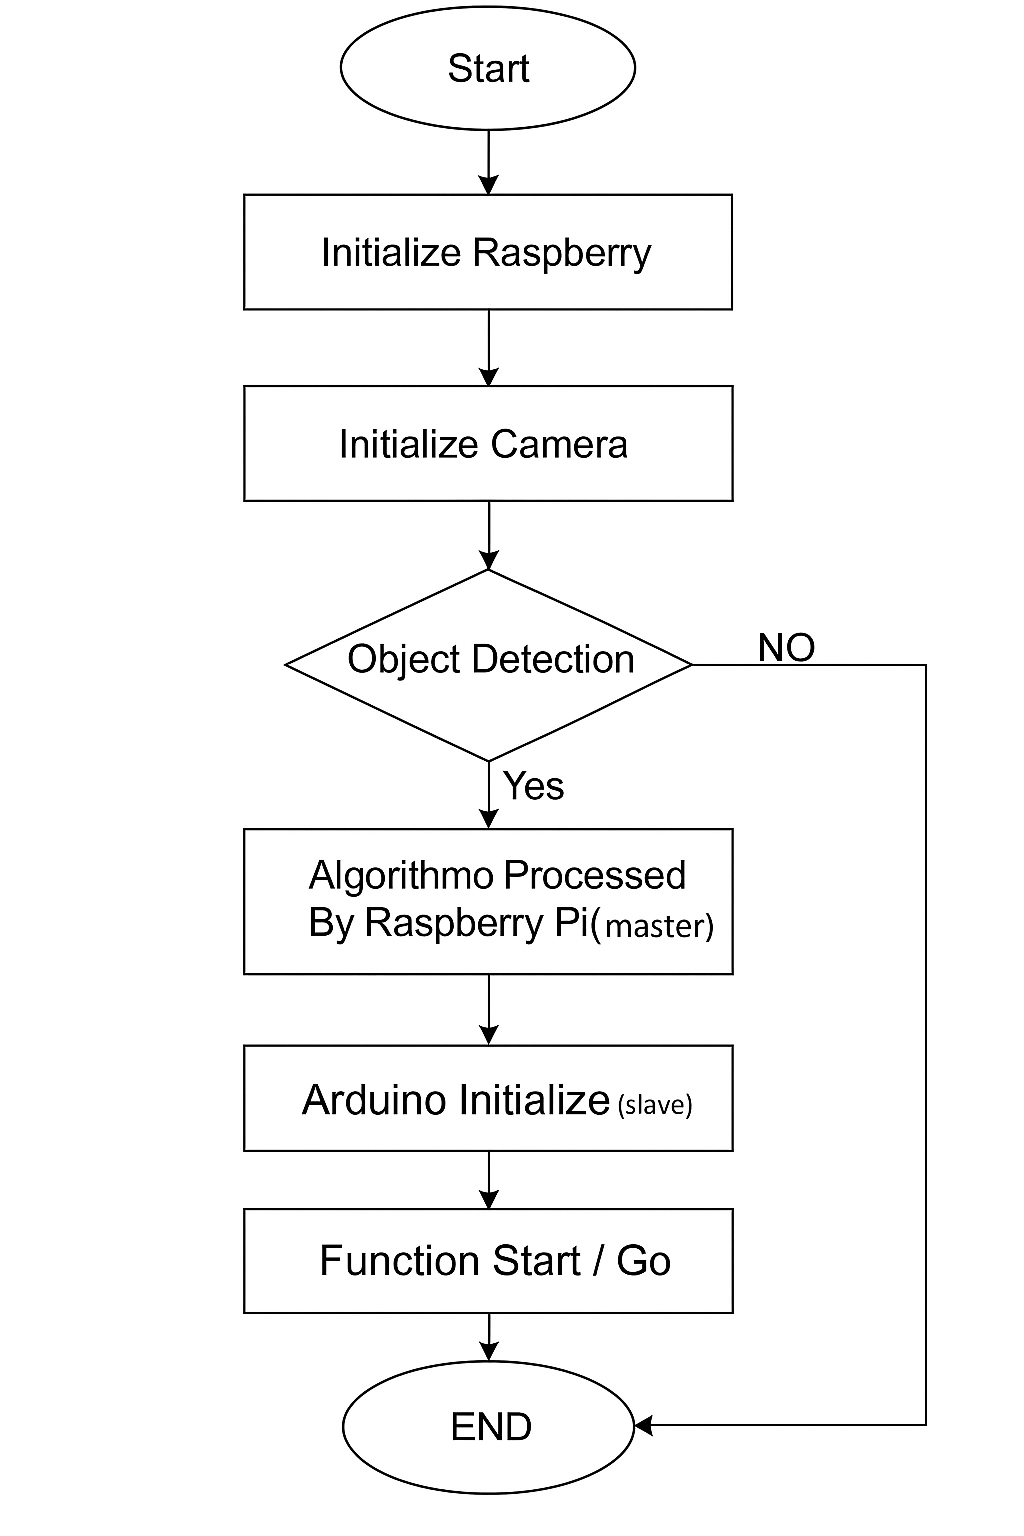 Start
Initialize Raspberry
Initialize Camera
Object Detection
NO
Yes
Algorithmo Processed
By Raspberry Pi(master)
Arduino Initialize (slave)
Function Start / Go
END